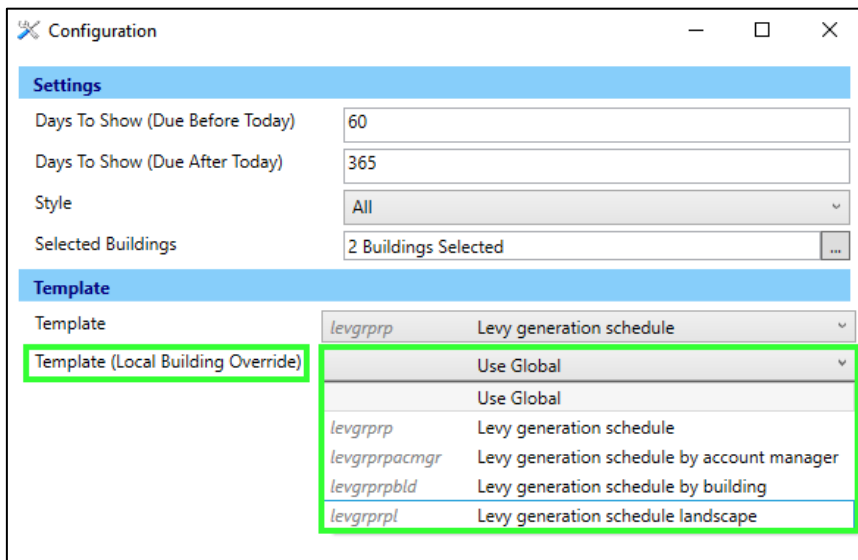 Configuration
Settings
Days To Show (Due Before Today) 60
Days To Show (Due After Today) 365
Style All
Selected Buildings 2 Buildings Selected ...
Template
Template levgrprp Levy generation schedule
Template (Local Building Override) Use Global
Use Global
levgrprp Levy generation schedule
levgrprpacmgr Levy generation schedule by account manager
levgrprpbld Levy generation schedule by building
levgrprpl Levy generation schedule landscape